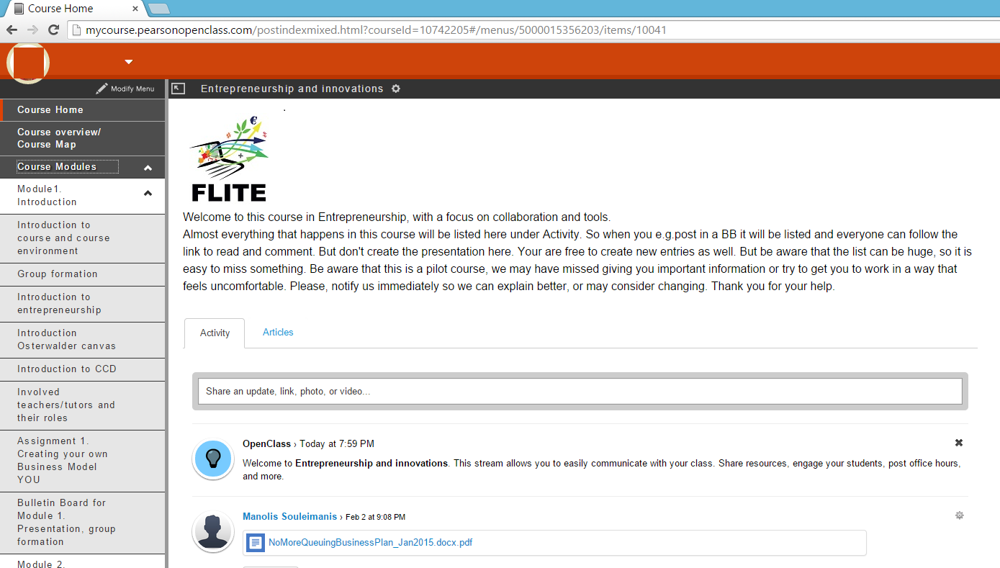 Course Home
mycourse.pearsonopenclass.com/postindexmixed.html?courseId=10742205#/menus/5000015356203/items/10041
Modify Menu
Entrepreneurship and innovations
Course Home
Course overview/
Course Map
Course Modules
Module1.
Introduction
Introduction to
course and course
environment
Group formation
Introduction to
entrepreneurship
Introduction
Osterwalder canvas
Introduction to CCD
Involved
teachers/tutors and
their roles
Assignment 1.
Creating your own
Business Model
YOU
Bulletin Board for
Module 1.
Presentation, group
formation
Module 2.
.
FLITE
Welcome to this course in Entrepreneurship, with a focus on collaboration and tools.
Almost everything that happens in this course will be listed here under Activity. So when you e.g.post in a BB it will be listed and everyone can follow the
link to read and comment. But don't create the presentation here. Your are free to create new entries as well. But be aware that the list can be huge, so it is
easy to miss something. Be aware that this is a pilot course, we may have missed giving you important information or try to get you to work in a way that
feels uncomfortable. Please, notify us immediately so we can explain better, or may consider changing. Thank you for your help.
Activity
Articles
Share an update, link, photo, or video...
OpenClass › Today at 7:59 PM
Welcome to Entrepreneurship and innovations. This stream allows you to easily communicate with your class. Share resources, engage your students, post office hours,
and more.
Manolis Souleimanis › Feb 2 at 9:08 PM
NoMoreQueuingBusinessPlan_Jan2015.docx.pdf